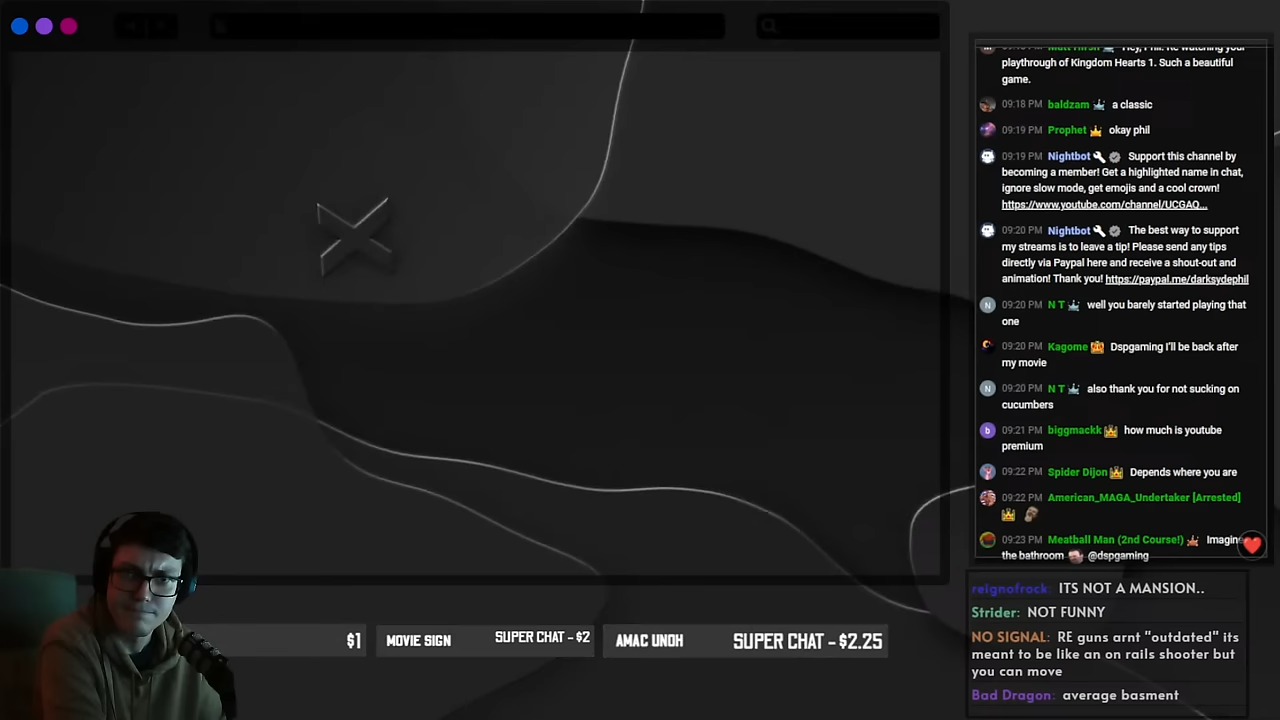 Matt Hirsh Hey, Phil. Re watching your
playthrough of Kingdom Hearts 1. Such a beautiful
game.
09:18 PM baldzam a classic
09:19 PM Prophet okay phil
09:19 PM Nightbot Support this channel by
becoming a member! Get a highlighted name in chat,
ignore slow mode, get emojis and a cool crown!
https://www.youtube.com/channel/UCGAQ...
09:20 PM Nightbot The best way to support
my streams is to leave a tip! Please send any tips
directly via Paypal here and receive a shout-out and
animation! Thank you! https://paypal.me/darksydephil
09:20 PM N T well you barely started playing that
one
09:20 PM Kagome Dspgaming I'll be back after
my movie
09:20 PM N T also thank you for not sucking on
cucumbers
09:21 PM biggmackk how much is youtube
premium
09:22 PM Spider Dijon Depends where you are
09:22 PM American_MAGA_Undertaker [Arrested]
09:23 PM Meatball Man (2nd Course!) Imagine
the bathroom @dspgaming
reignofrock: ITS NOT A MANSION..
Strider: NOT FUNNY
NO SIGNAL: RE guns arnt "outdated" its
meant to be like an on rails shooter but
you can move
Bad Dragon: average basment
$1
MOVIE SIGN SUPER CHAT - $2
AMAC UNDH SUPER CHAT - $2.25